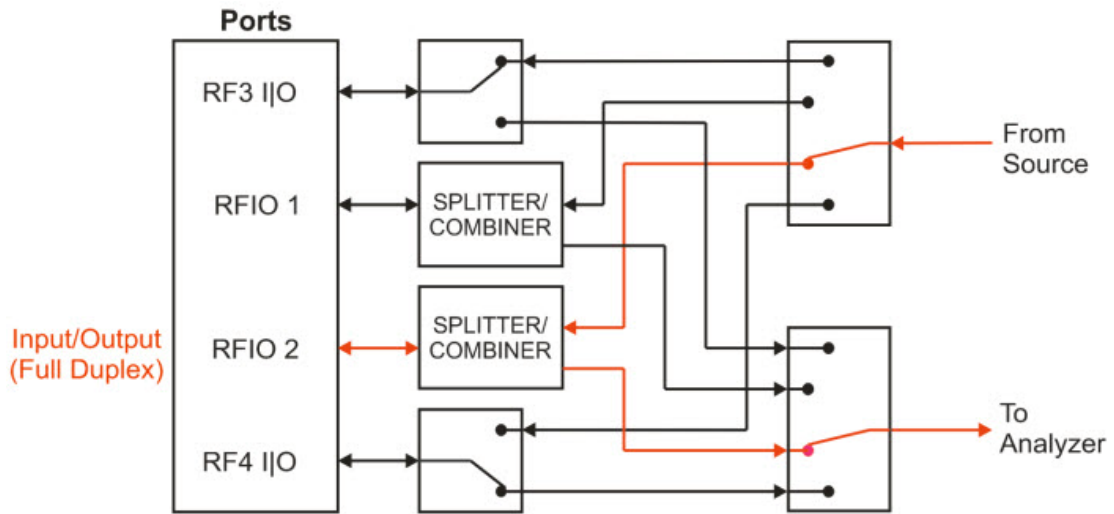 Ports
RF3 I|O
RFIO 1
RFIO 2
RF4 I|O
Input/Output
(Full Duplex)
SPLITTER/
COMBINER
SPLITTER/
COMBINER
From
Source
To
Analyzer